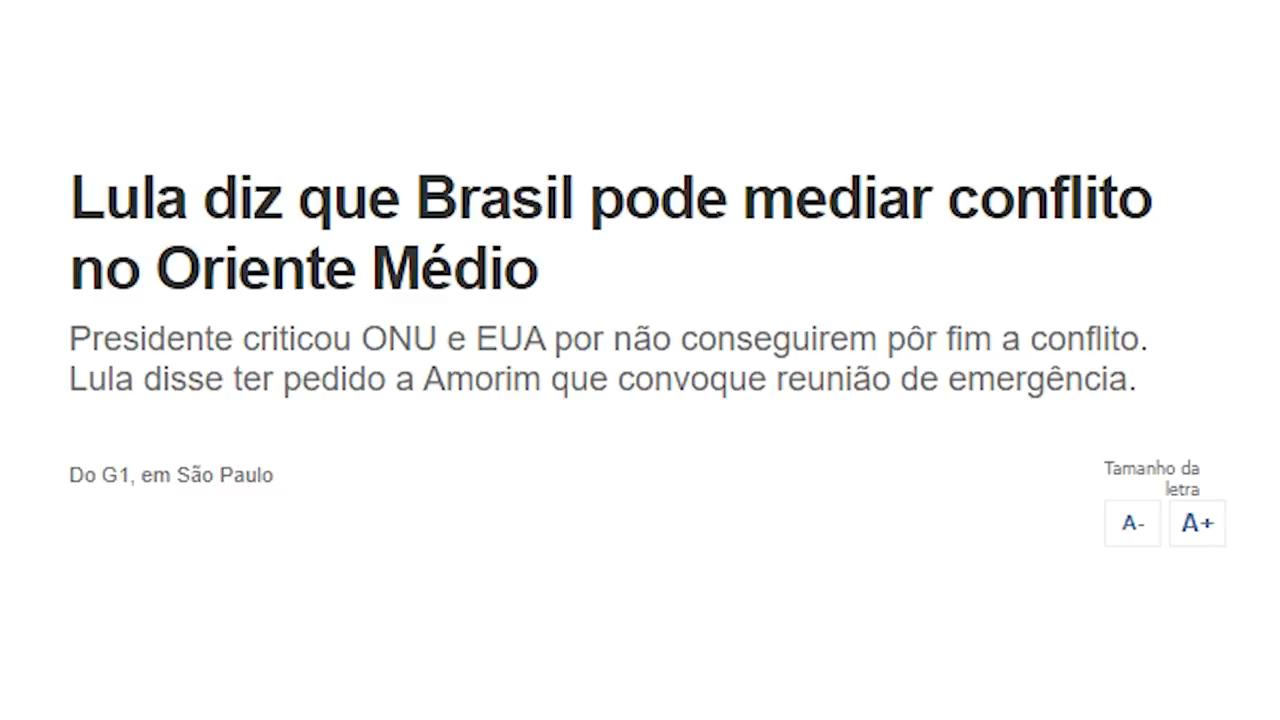 Lula diz que Brasil pode mediar conflito
no Oriente Médio
Presidente criticou ONU e EUA por não conseguirem pôr fim a conflito.
Lula disse ter pedido a Amorim que convoque reunião de emergência.
Do G1, em São Paulo
Tamanho da
letra
A- A+